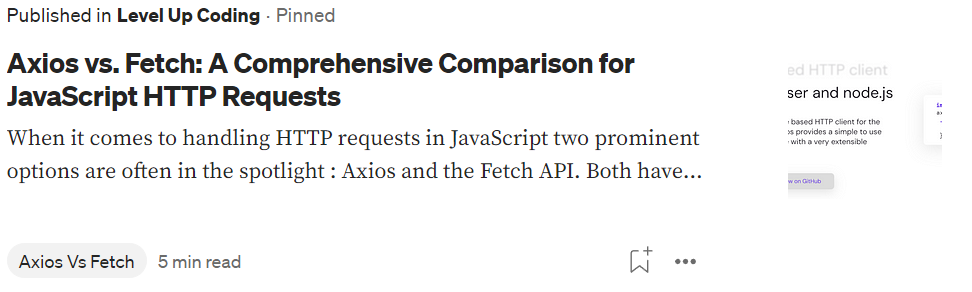 Published in Level Up Coding · Pinned
Axios vs. Fetch: A Comprehensive Comparison for
JavaScript HTTP Requests
When it comes to handling HTTP requests in JavaScript two prominent
options are often in the spotlight : Axios and the Fetch API. Both have...
Axios Vs Fetch
5 min read
ed HTTP client
ser and node.js
based HTTP client for the
os provides a simple to use
with a very extensible
w on GitHub